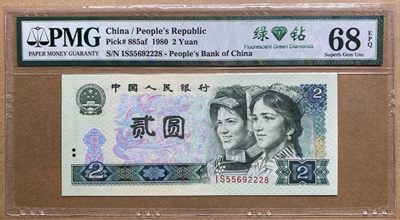 PMG
PAPER MONEY GUARANTY
China / People's Republic
Pick# 885af 1980 2 Yuan
S/N IS55692228 - People's Bank of China
绿钻
Fluorescent Green Diamonds
68 EPQ
Superb Gem Unc
中国人民银行
2
贰圆
IS55692228
2